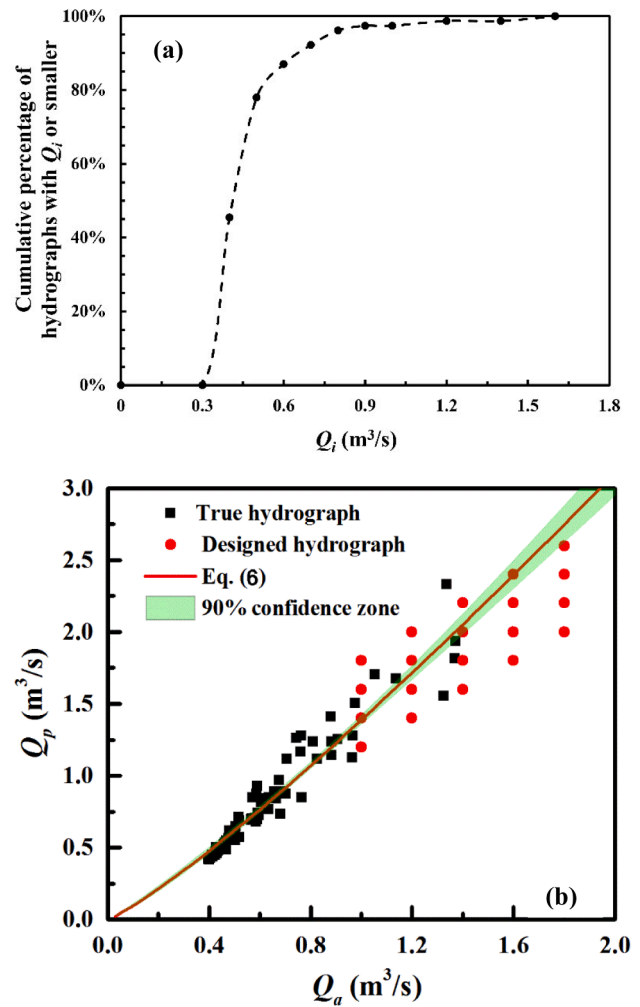 100%
(a)
80%
60%
40%
20%
0%
Cumulative percentage of
hydrographs with Qi or smaller
0 0.3 0.6 0.9 1.2 1.5 1.8
Qi (m³/s)
3.0
True hydrograph
Designed hydrograph
Eq. (6)
90% confidence zone
2.5
2.0
1.5
1.0
0.5
0.0
Qp (m³/s)
(b)
0.0 0.4 0.8 1.2 1.6 2.0
Qa (m³/s)